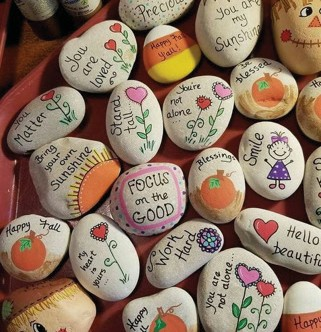 Precious
you are
my
Sunshine
You are
loved
Happy Fall
Y'all!
be
blessed
you
Matter
Stand
tall
You're
not
alone...
Bring
your own
Sunshine
Blessings
Smile
FOCUS
on the
GOOD
Happy Fall
my
heart is
yours
Work
Hard
Hello
beautiful
you are
not alone...
Happy
Fall